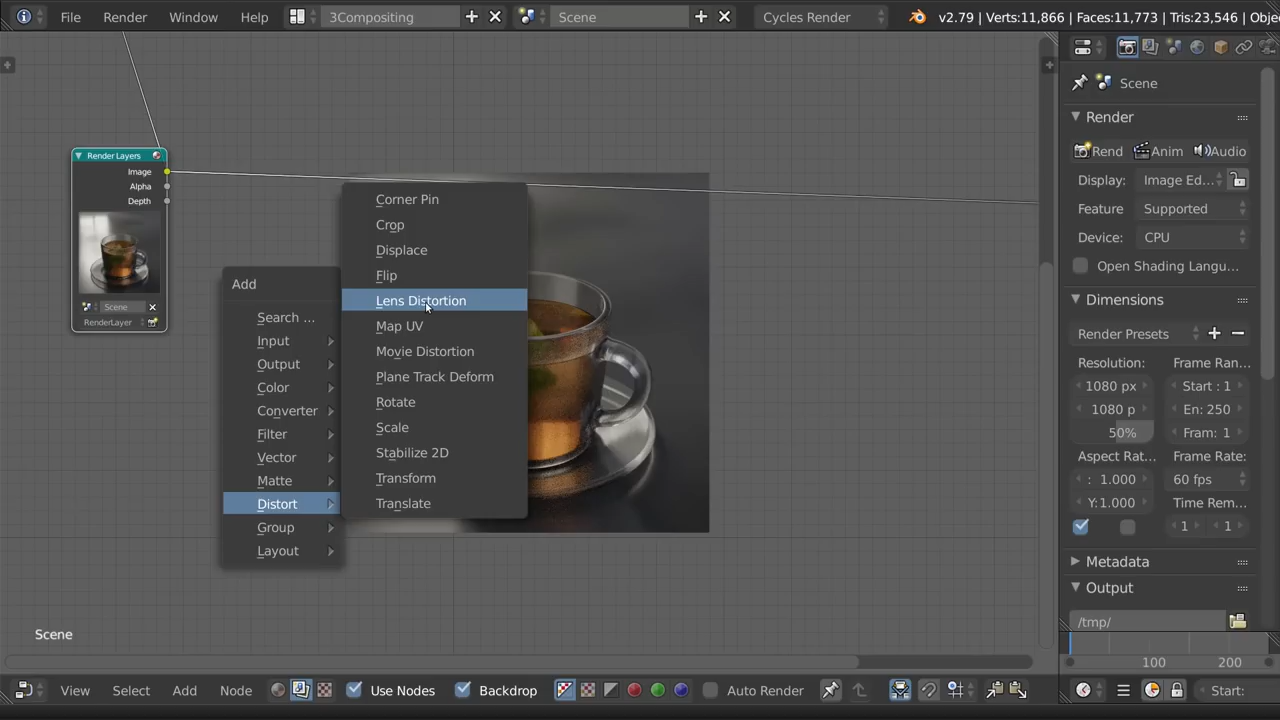 File Render Window Help 3Compositing Scene Cycles Render v2.79 | Verts:11,866 | Faces:11,773 | Tris:23,546 | Obje
Scene
Render
Rend Anim Audio
Display: Image Ed...
Feature Supported
Device: CPU
Open Shading Langu...
Dimensions
Render Presets
Resolution: Frame Ran...
1080 px Start : 1
1080 p En: 250
50% Fram: 1
Aspect Rat... Frame Rate:
: 1.000 60 fps
Y:1.000 Time Rem...
1 1
Metadata
Output
/tmp/
100 200
Start:
Render Layers
Image
Alpha
Depth
Scene
RenderLayer
Add
Search ...
Input
Output
Color
Converter
Filter
Vector
Matte
Distort
Group
Layout
Corner Pin
Crop
Displace
Flip
Lens Distortion
Map UV
Movie Distortion
Plane Track Deform
Rotate
Scale
Stabilize 2D
Transform
Translate
Scene
View Select Add Node Use Nodes Backdrop Auto Render